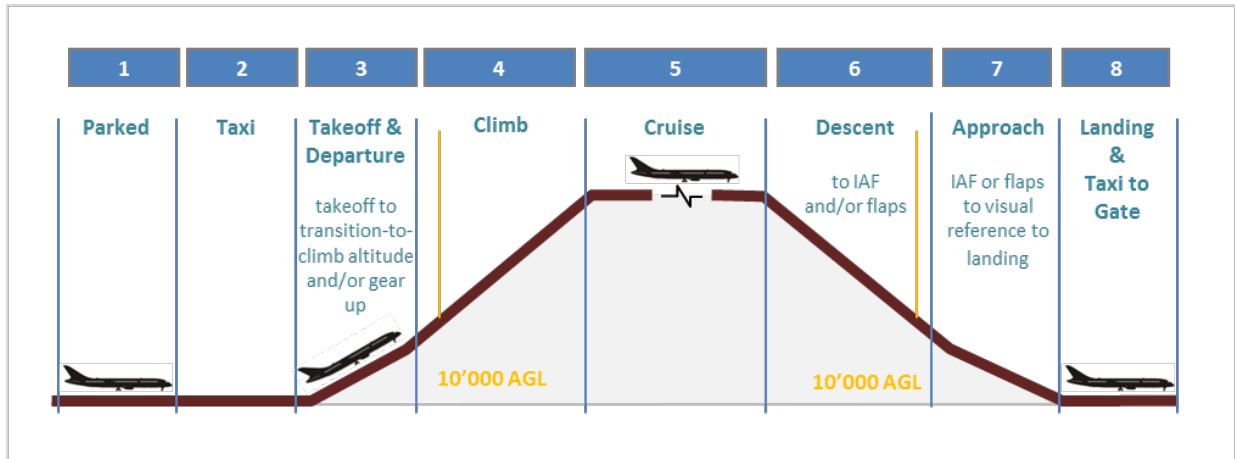 1
2
3
4
5
6
7
8
Parked
Taxi
Takeoff &
Departure
takeoff to
transition-to-
climb altitude
and/or gear
up
Climb
Cruise
Descent
to IAF
and/or flaps
Approach
IAF or flaps
to visual
reference to
landing
Landing
&
Taxi to
Gate
10'000 AGL
10'000 AGL